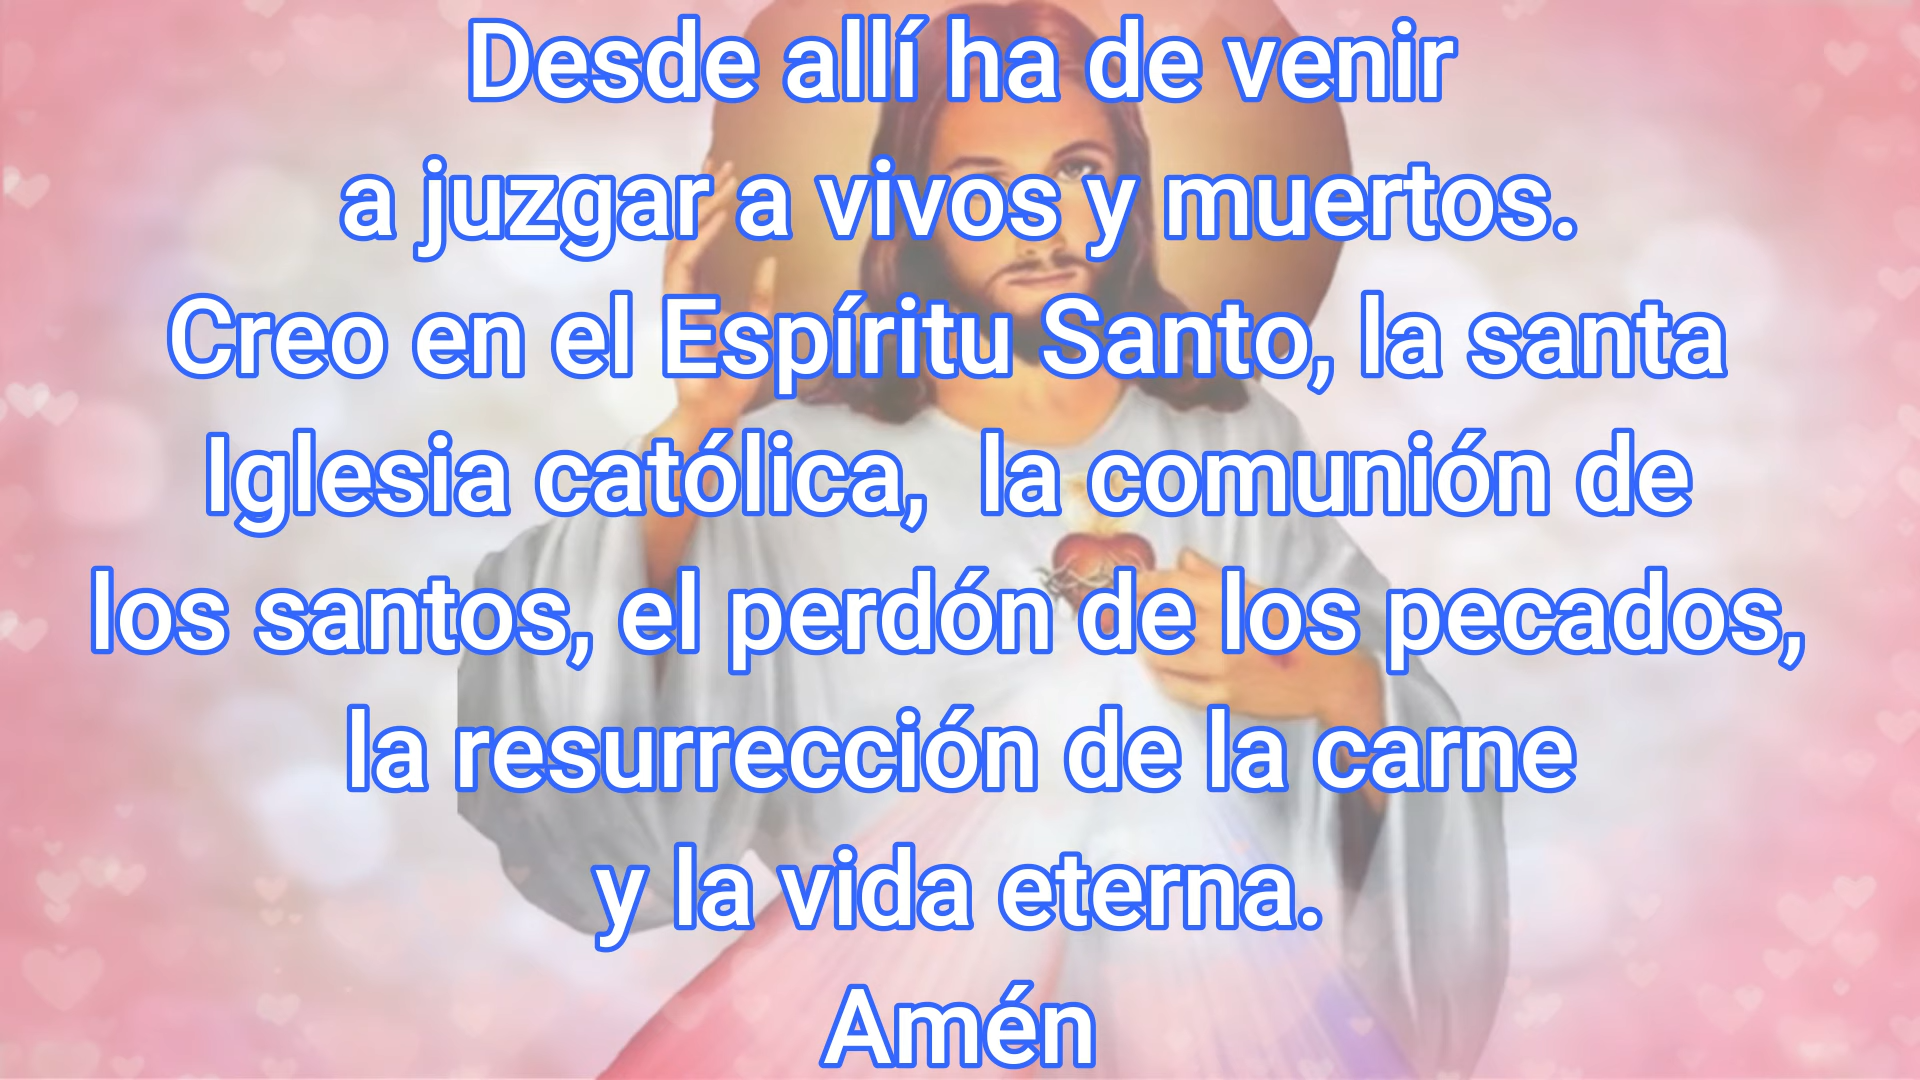 Desde allí ha de venir
a juzgar a vivos y muertos.
Creo en el Espíritu Santo, la santa
Iglesia católica,  la comunión de
los santos, el perdón de los pecados,
la resurrección de la carne
y la vida eterna.
Amén